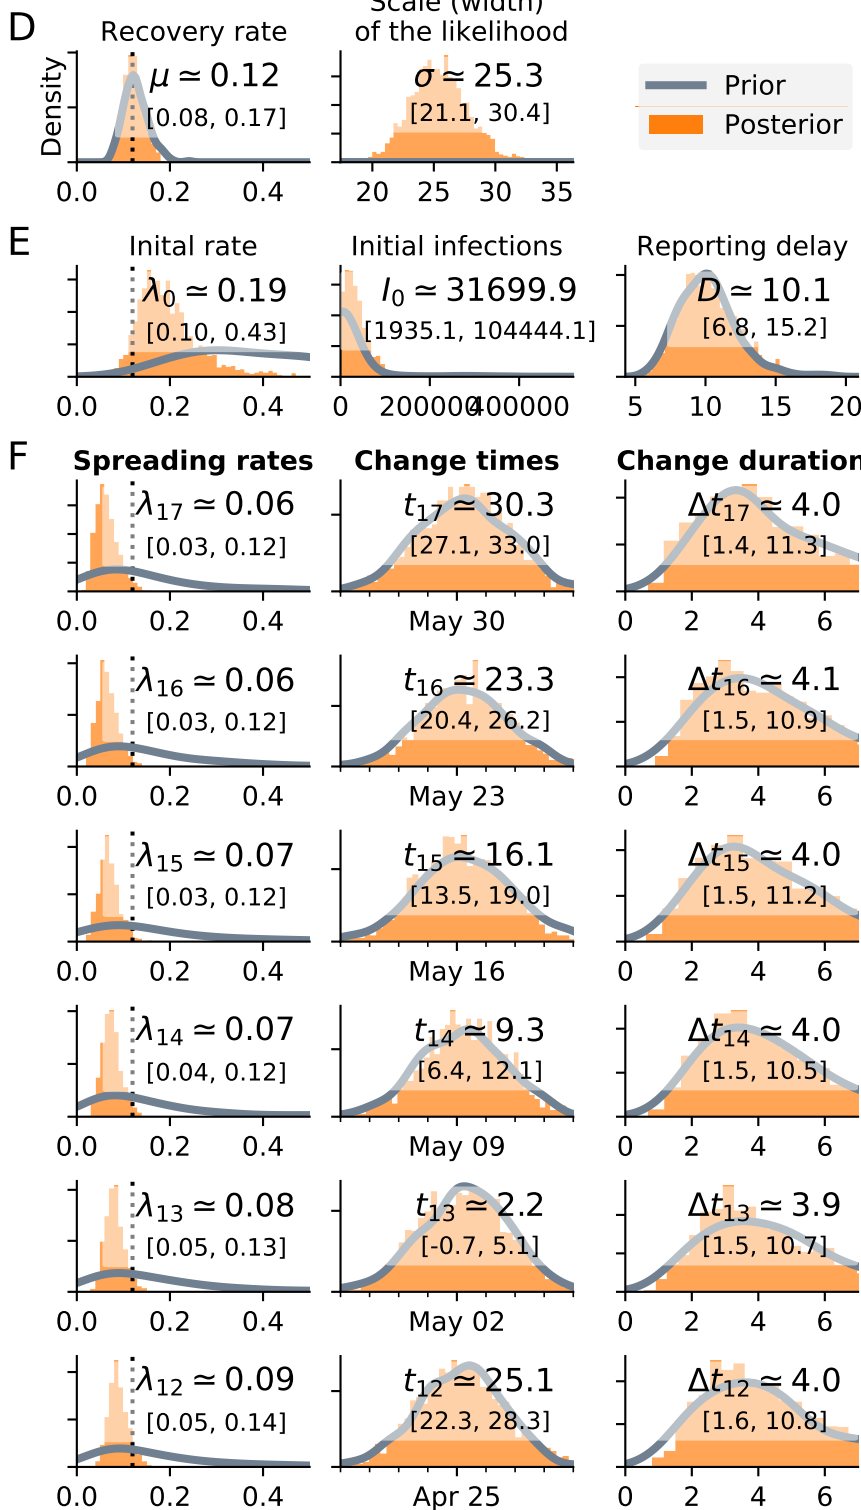 D
Recovery rate
Scale (width)
of the likelihood
Density
μ ≃ 0.12
[0.08, 0.17]
σ ≃ 25.3
[21.1, 30.4]
Prior
Posterior
0.0 0.2 0.4
20 25 30 35
E
Inital rate
Initial infections
Reporting delay
λ0 ≃ 0.19
[0.10, 0.43]
I0 ≃ 31699.9
[1935.1, 104444.1]
D ≃ 10.1
[6.8, 15.2]
0.0 0.2 0.4
0 200000 400000
5 10 15 20
F
Spreading rates
Change times
Change duration
λ17 ≃ 0.06
[0.03, 0.12]
t17 ≃ 30.3
[27.1, 33.0]
Δt17 ≃ 4.0
[1.4, 11.3]
0.0 0.2 0.4
May 30
0 2 4 6
λ16 ≃ 0.06
[0.03, 0.12]
t16 ≃ 23.3
[20.4, 26.2]
Δt16 ≃ 4.1
[1.5, 10.9]
0.0 0.2 0.4
May 23
0 2 4 6
λ15 ≃ 0.07
[0.03, 0.12]
t15 ≃ 16.1
[13.5, 19.0]
Δt15 ≃ 4.0
[1.5, 11.2]
0.0 0.2 0.4
May 16
0 2 4 6
λ14 ≃ 0.07
[0.04, 0.12]
t14 ≃ 9.3
[6.4, 12.1]
Δt14 ≃ 4.0
[1.5, 10.5]
0.0 0.2 0.4
May 09
0 2 4 6
λ13 ≃ 0.08
[0.05, 0.13]
t13 ≃ 2.2
[-0.7, 5.1]
Δt13 ≃ 3.9
[1.5, 10.7]
0.0 0.2 0.4
May 02
0 2 4 6
λ12 ≃ 0.09
[0.05, 0.14]
t12 ≃ 25.1
[22.3, 28.3]
Δt12 ≃ 4.0
[1.6, 10.8]
0.0 0.2 0.4
Apr 25
0 2 4 6